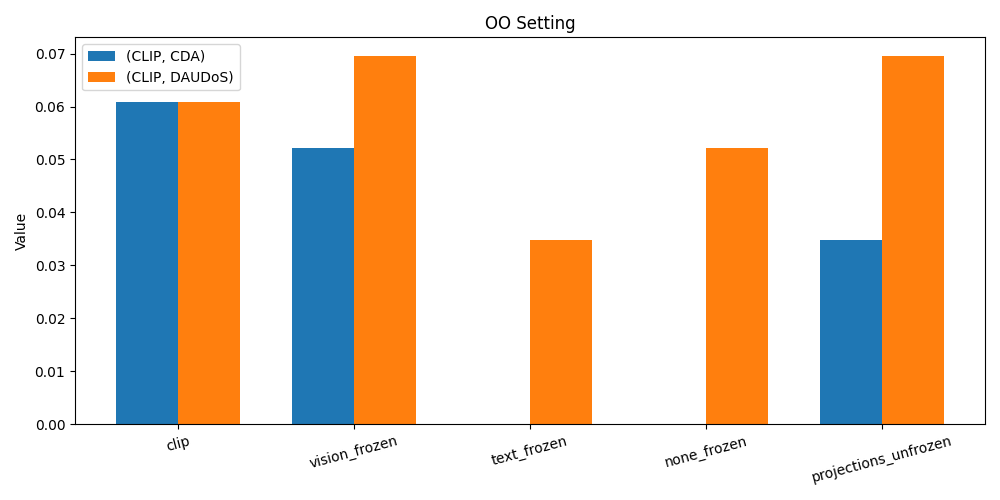 OO Setting
(CLIP, CDA)
(CLIP, DAUDoS)
Value
0.07
0.06
0.05
0.04
0.03
0.02
0.01
0.00
clip
vision_frozen
text_frozen
none_frozen
projections_unfrozen